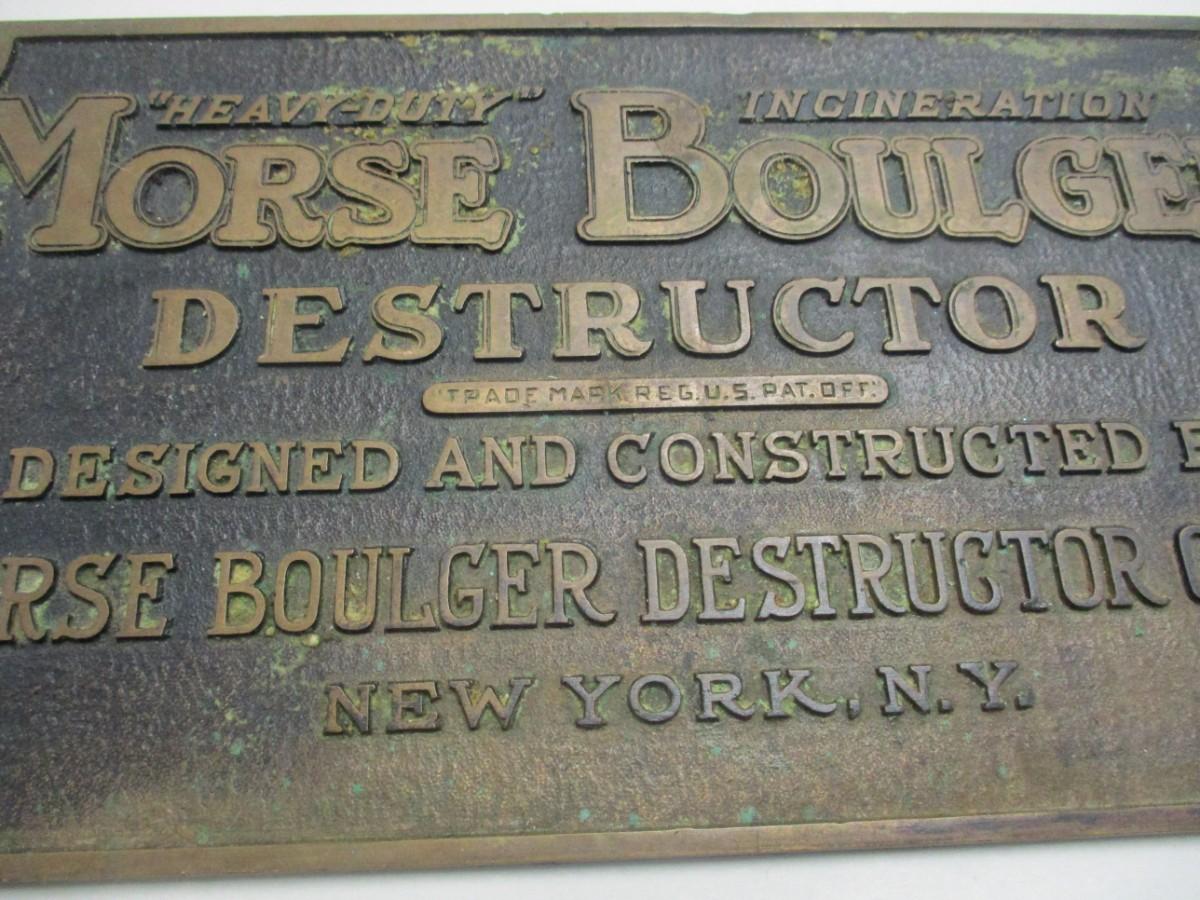 "HEAVY-DUTY" INCINERATION
MORSE BOULGE
DESTRUCTOR
TRADE MARK REG. U.S. PAT. OFF.
DESIGNED AND CONSTRUCTED B
RSE BOULGER DESTRUCTOR C
NEW YORK, N.Y.